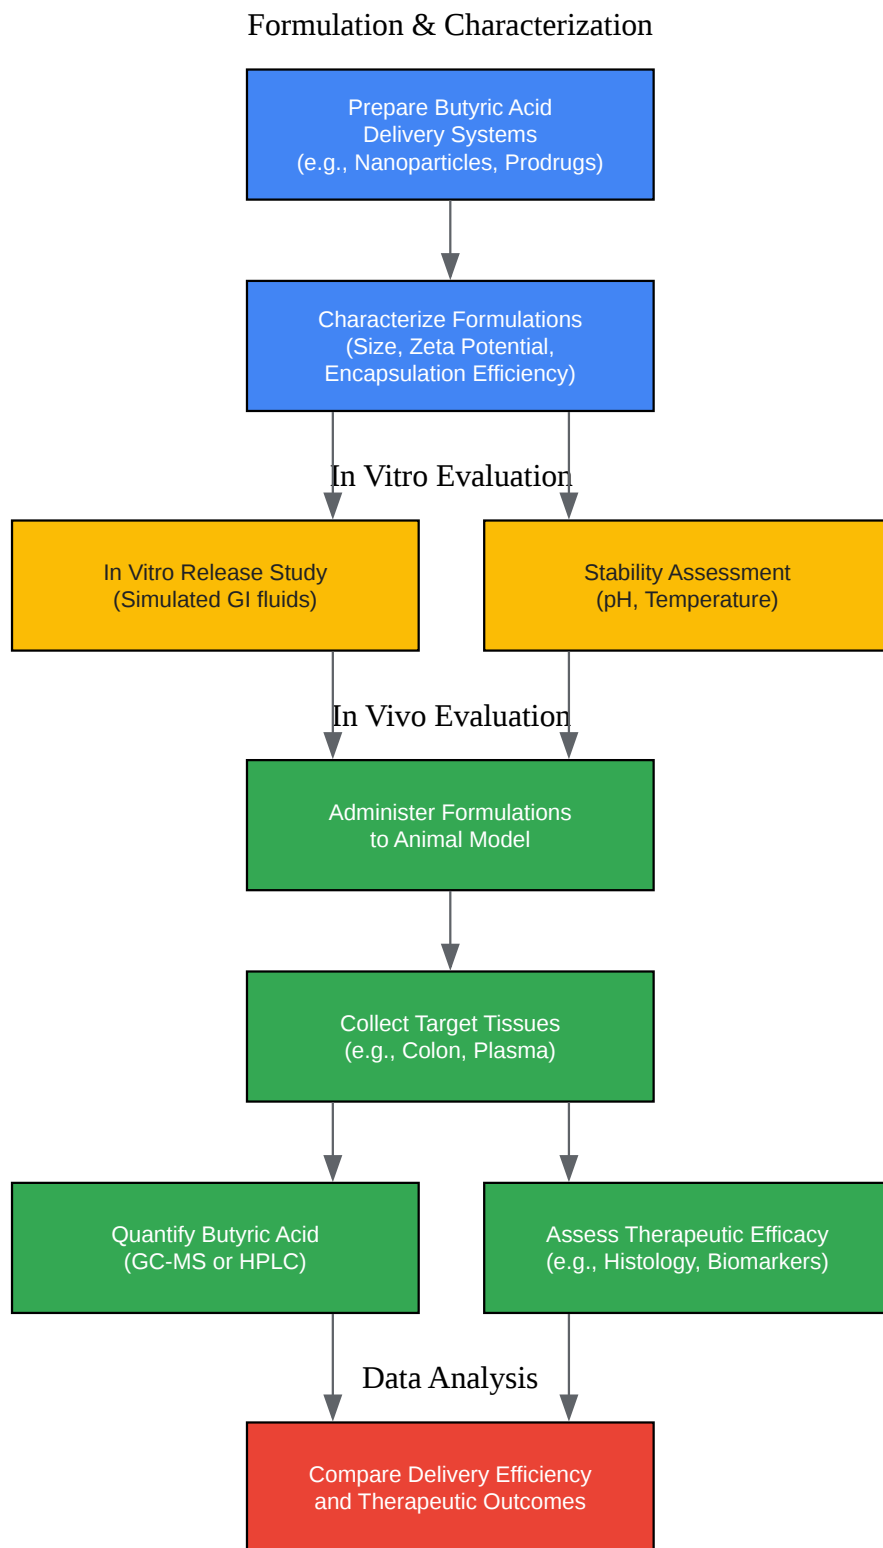 Formulation & Characterization
Prepare Butyric Acid
Delivery Systems
(e.g., Nanoparticles, Prodrugs)
Characterize Formulations
(Size, Zeta Potential,
Encapsulation Efficiency)
In Vitro Evaluation
In Vitro Release Study
(Simulated GI fluids)
Stability Assessment
(pH, Temperature)
In Vivo Evaluation
Administer Formulations
to Animal Model
Collect Target Tissues
(e.g., Colon, Plasma)
Quantify Butyric Acid
(GC-MS or HPLC)
Assess Therapeutic Efficacy
(e.g., Histology, Biomarkers)
Data Analysis
Compare Delivery Efficiency
and Therapeutic Outcomes